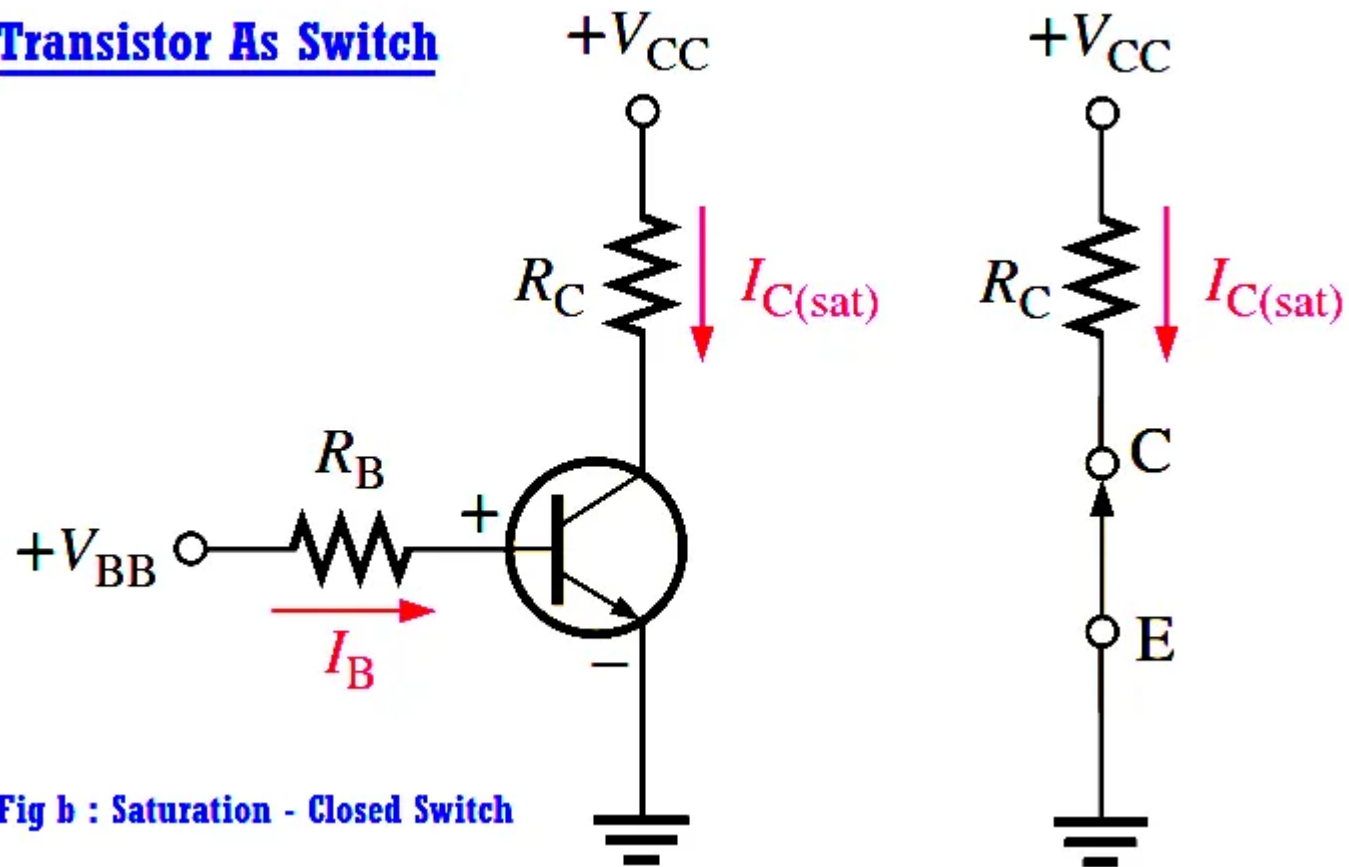 Transistor As Switch
+VCC
+VCC
RC
IC(sat)
RC
IC(sat)
RB
C
+
+VBB
IB
E
−
Fig b : Saturation - Closed Switch